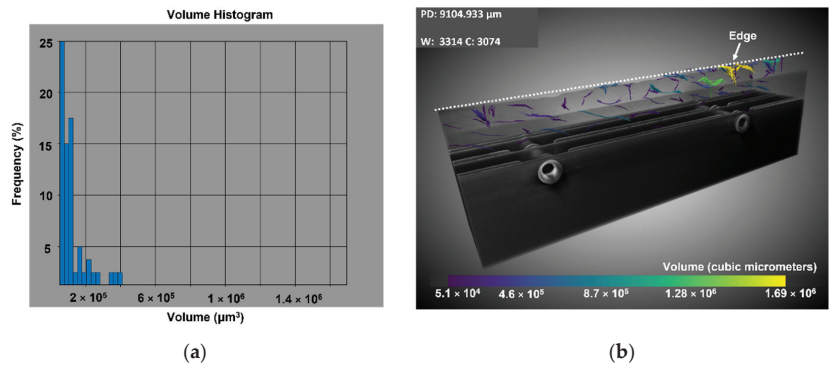 Volume Histogram
25
20
15
10
5
Frequency (%)
2 × 10⁵
6 × 10⁵
1 × 10⁶
1.4 × 10⁶
Volume (µm³)
(a)
PD: 9104.933 µm
W: 3314 C: 3074
Edge
Volume (cubic micrometers)
5.1 × 10⁴
4.6 × 10⁵
8.7 × 10⁵
1.28 × 10⁶
1.69 × 10⁶
(b)